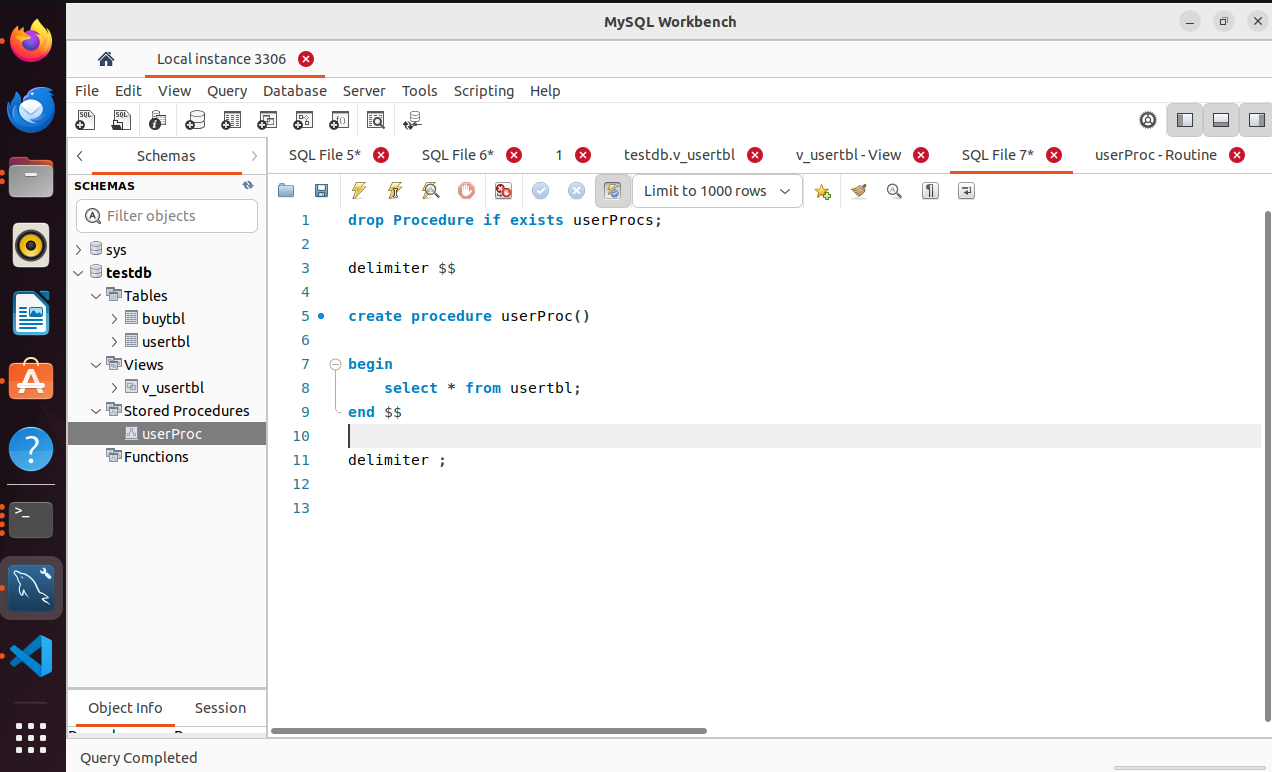 MySQL Workbench
Local instance 3306
File Edit View Query Database Server Tools Scripting Help
Schemas
SQL File 5* SQL File 6* 1 testdb.v_usertbl v_usertbl - View SQL File 7* userProc - Routine
SCHEMAS
Limit to 1000 rows
Filter objects
sys
testdb
Tables
buytbl
usertbl
Views
v_usertbl
Stored Procedures
userProc
Functions
1 drop Procedure if exists userProcs;
2
3 delimiter $$
4
5 create procedure userProc()
6
7 begin
8 select * from usertbl;
9 end $$
10
11 delimiter ;
12
13
Object Info Session
Query Completed